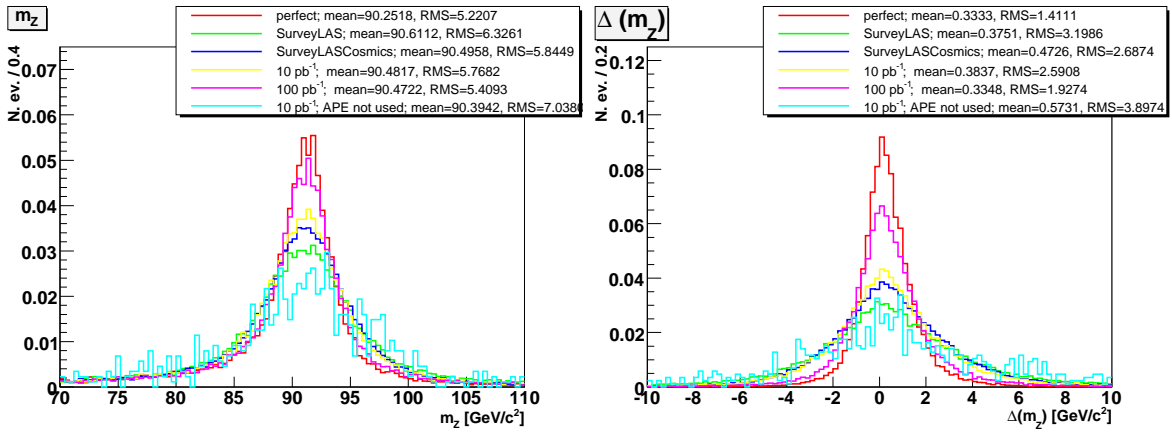 m_Z
perfect; mean=90.2518, RMS=5.2207
SurveyLAS; mean=90.6112, RMS=6.3261
SurveyLASCosmics; mean=90.4958, RMS=5.8449
10 pb⁻¹; mean=90.4817, RMS=5.7682
100 pb⁻¹; mean=90.4722, RMS=5.4093
10 pb⁻¹; APE not used; mean=90.3942, RMS=7.0380
N. ev. / 0.4
0.07
0.06
0.05
0.04
0.03
0.02
0.01
0
70 75 80 85 90 95 100 105 110
m_Z [GeV/c²]
Δ (m_Z)
perfect; mean=0.3333, RMS=1.4111
SurveyLAS; mean=0.3751, RMS=3.1986
SurveyLASCosmics; mean=0.4726, RMS=2.6874
10 pb⁻¹; mean=0.3837, RMS=2.5908
100 pb⁻¹; mean=0.3348, RMS=1.9274
10 pb⁻¹; APE not used; mean=0.5731, RMS=3.8974
N. ev. / 0.2
0.12
0.1
0.08
0.06
0.04
0.02
0
-10 -8 -6 -4 -2 0 2 4 6 8 10
Δ(m_Z) [GeV/c²]